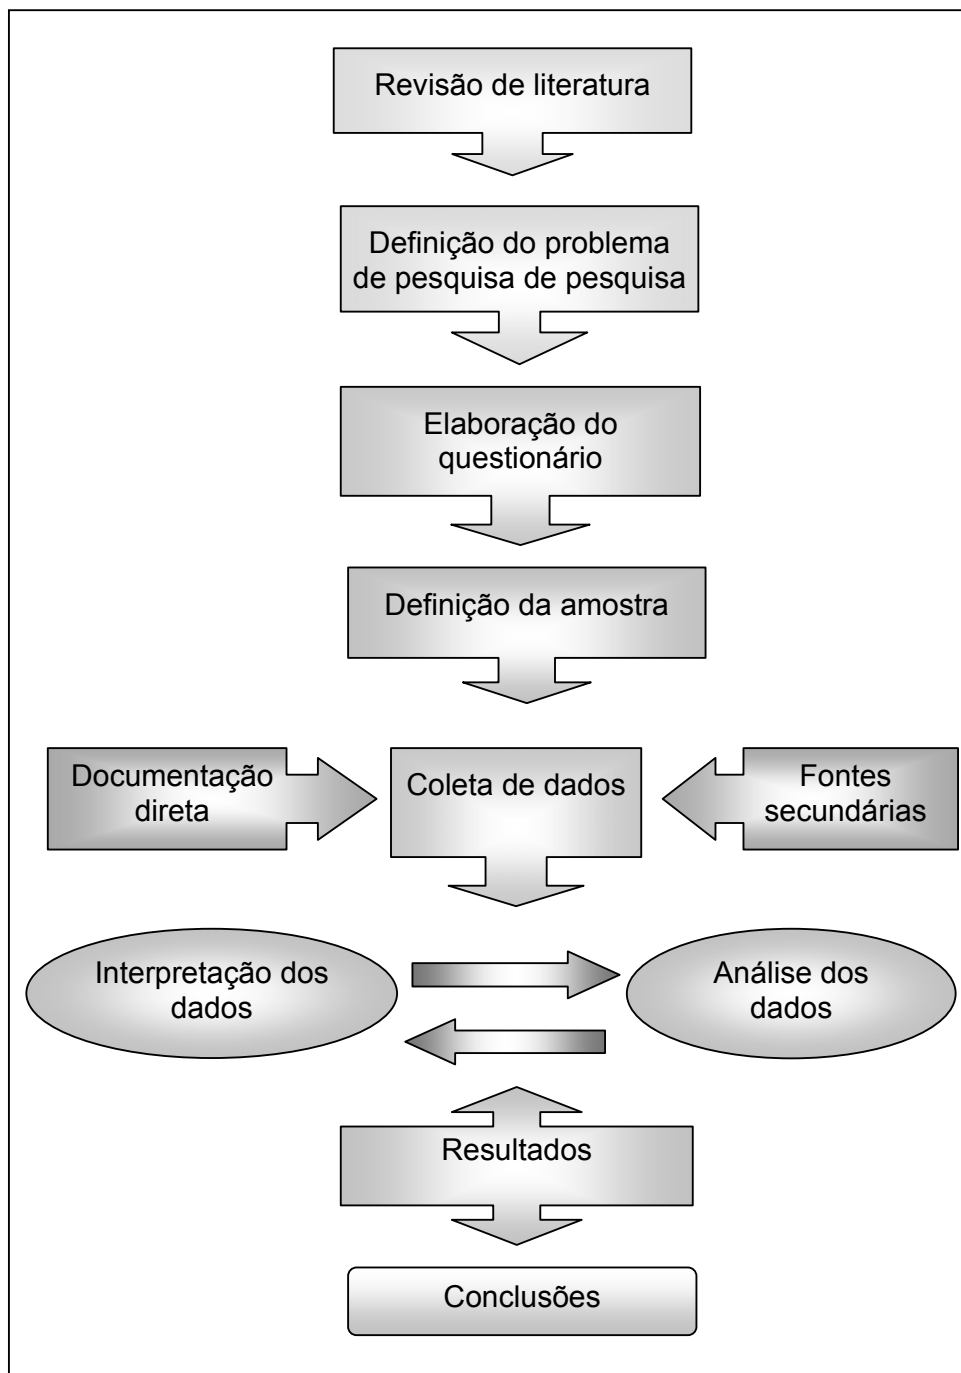 Revisão de literatura
Definição do problema
de pesquisa de pesquisa
Elaboração do
questionário
Definição da amostra
Documentação
direta
Coleta de dados
Fontes
secundárias
Interpretação dos
dados
Análise dos
dados
Resultados
Conclusões